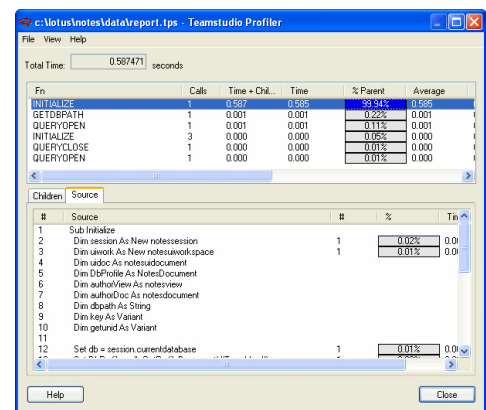 c:\lotus\notes\data\report.tps - Teamstudio Profiler
File View Help
Total Time: 0.587471 seconds
Fn Calls Time + Chil... Time % Parent Average
INITIALIZE 1 0.587 0.585 99.94% 0.585
GETDBPATH 1 0.001 0.001 0.22% 0.001
QUERYOPEN 1 0.001 0.001 0.11% 0.001
INITIALIZE 3 0.000 0.000 0.05% 0.000
QUERYCLOSE 1 0.000 0.000 0.01% 0.000
QUERYOPEN 1 0.000 0.000 0.01% 0.000
Children Source
# Source # % Tin
1 Sub Initialize
2 Dim session As New notessession 1 0.02% 0.0
3 Dim uiwork As New notesuiworkspace 1 0.01% 0.0
4 Dim uidoc As notesuidocument
5 Dim DbProfile As NotesDocument
6 Dim authorView As notesview
7 Dim authorDoc As notesdocument
8 Dim dbpath As String
9 Dim key As Variant
10 Dim getunid As Variant
11
12 Set db = session.currentdatabase 1 0.01% 0.0
Help Close